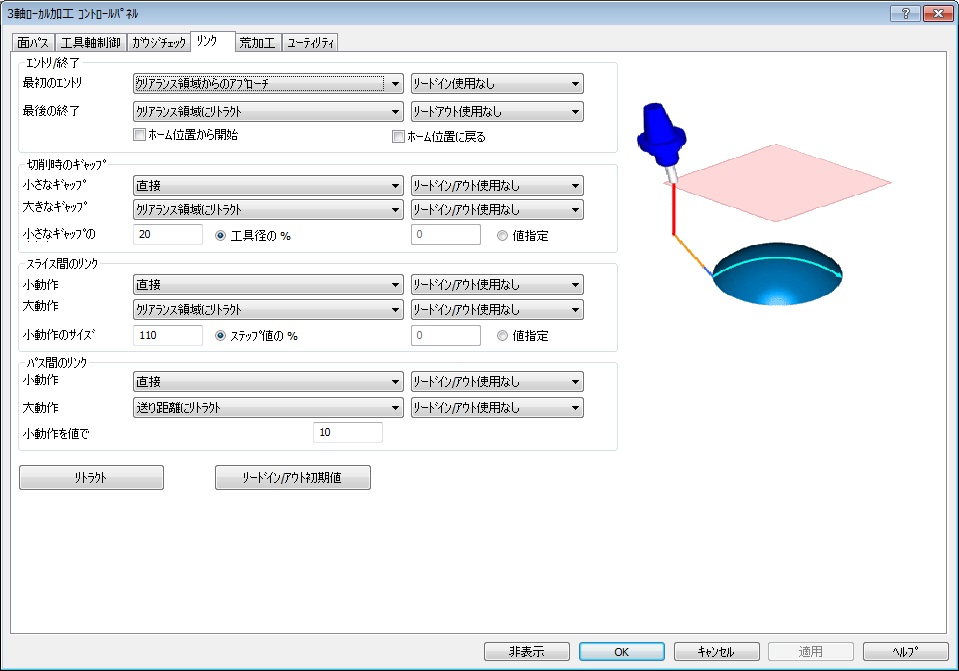 3軸ﾛｰｶﾙ加工 ｺﾝﾄﾛｰﾙﾊﾟﾈﾙ
面ﾊﾟｽ 工具軸制御 ｶﾞｳｼﾞﾁｪｯｸ ﾘﾝｸ 荒加工 ﾕｰﾃｨﾘﾃｨ
ｴﾝﾄﾘ/終了
最初のｴﾝﾄﾘ ｸﾘｱﾗﾝｽ領域からのｱﾌﾟﾛｰﾁ ﾘｰﾄﾞｲﾝ使用なし
最後の終了 ｸﾘｱﾗﾝｽ領域にﾘﾄﾗｸﾄ ﾘｰﾄﾞｱｳﾄ使用なし
ﾎｰﾑ位置から開始 ﾎｰﾑ位置に戻る
切削時のｷﾞｬｯﾌﾟ
小さなｷﾞｬｯﾌﾟ 直接 ﾘｰﾄﾞｲﾝ/ｱｳﾄ使用なし
大きなｷﾞｬｯﾌﾟ ｸﾘｱﾗﾝｽ領域にﾘﾄﾗｸﾄ ﾘｰﾄﾞｲﾝ/ｱｳﾄ使用なし
小さなｷﾞｬｯﾌﾟの 20 工具径の % 0 値指定
ｽﾗｲｽ間のﾘﾝｸ
小動作 直接 ﾘｰﾄﾞｲﾝ/ｱｳﾄ使用なし
大動作 ｸﾘｱﾗﾝｽ領域にﾘﾄﾗｸﾄ ﾘｰﾄﾞｲﾝ/ｱｳﾄ使用なし
小動作のｻｲｽﾞ 110 ｽﾃｯﾌﾟ値の % 0 値指定
ﾊﾟｽ間のﾘﾝｸ
小動作 直接 ﾘｰﾄﾞｲﾝ/ｱｳﾄ使用なし
大動作 送り距離にﾘﾄﾗｸﾄ ﾘｰﾄﾞｲﾝ/ｱｳﾄ使用なし
小動作を値で 10
ﾘﾄﾗｸﾄ ﾘｰﾄﾞｲﾝ/ｱｳﾄ初期値
非表示 OK ｷｬﾝｾﾙ 適用 ﾍﾙﾌﾟ